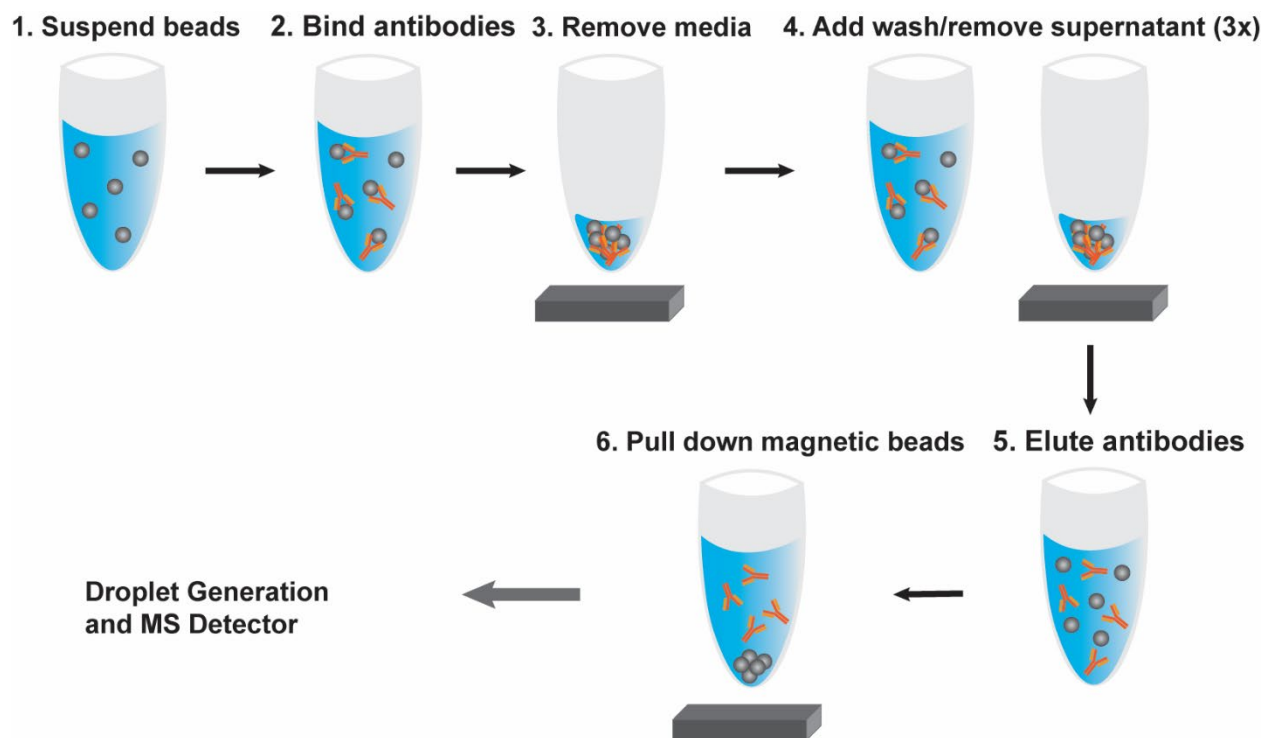 1. Suspend beads
2. Bind antibodies
3. Remove media
4. Add wash/remove supernatant (3x)
5. Elute antibodies
6. Pull down magnetic beads
Droplet Generation
and MS Detector